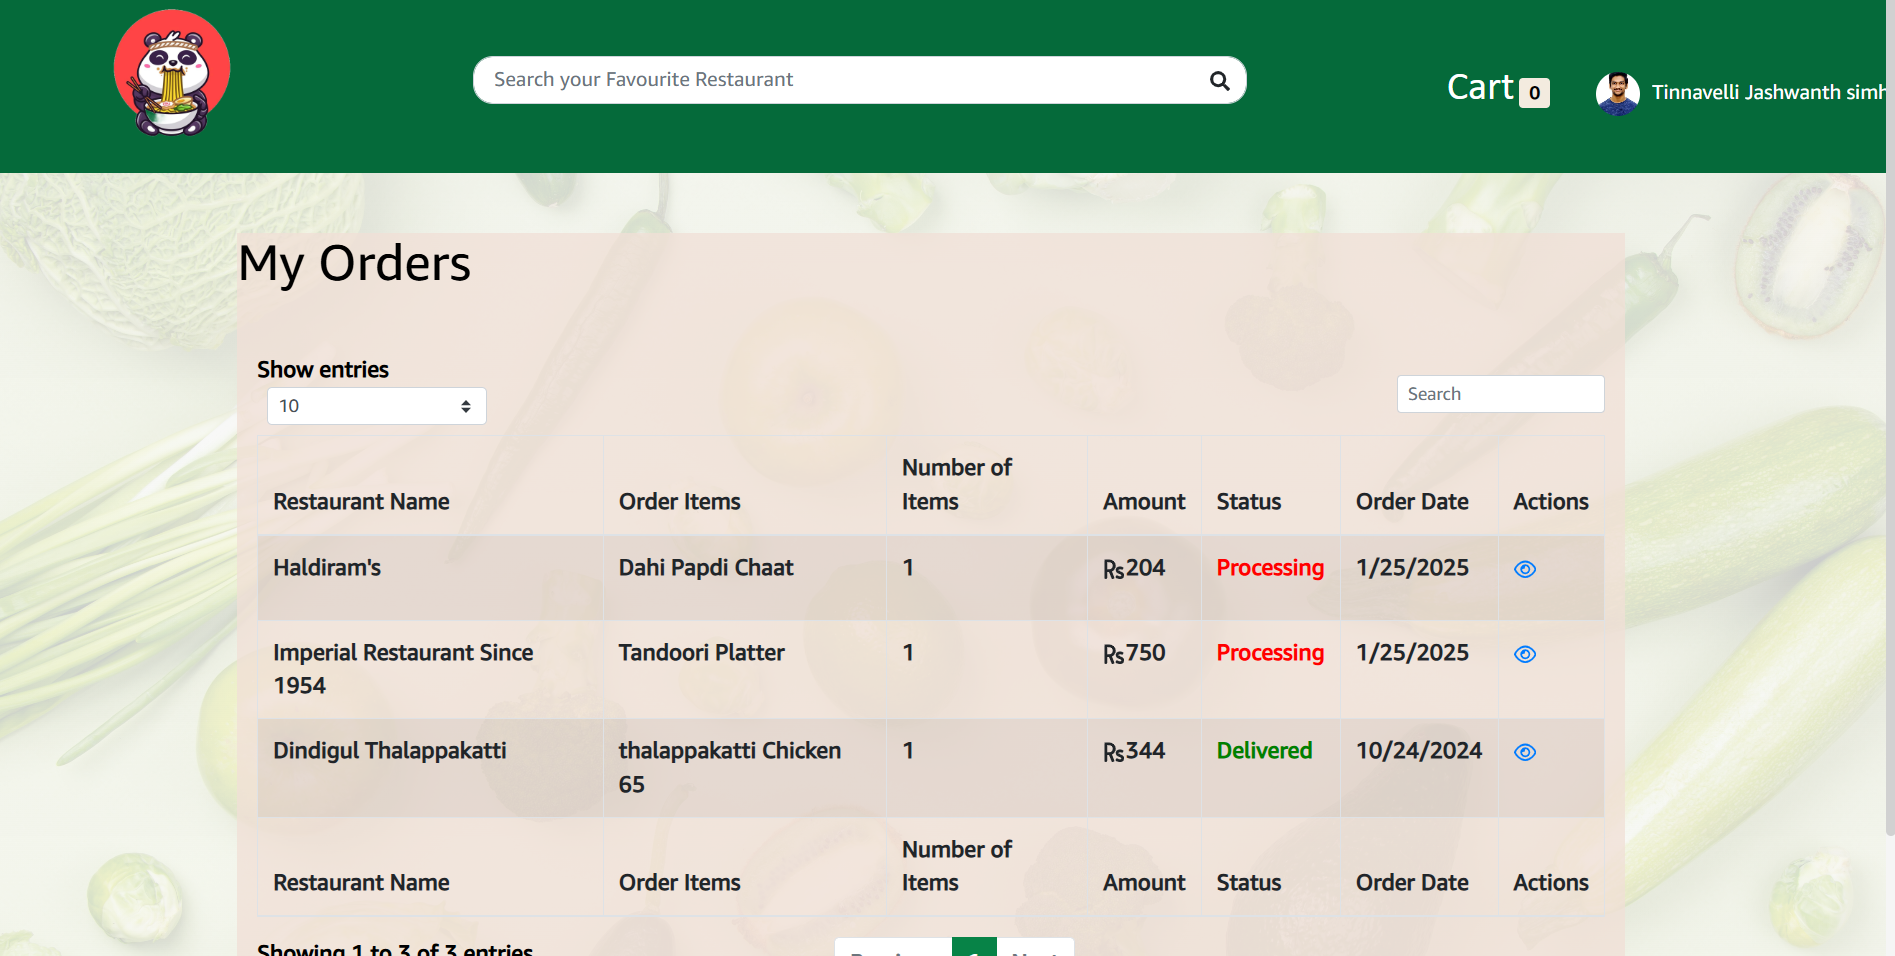 Search your Favourite Restaurant
Cart 0
Tinnavelli Jashwanth simh
My Orders
Show entries
10
Search
Restaurant Name Order Items Number of Items Amount Status Order Date Actions
Haldiram's Dahi Papdi Chaat 1 ₨204 Processing 1/25/2025
Imperial Restaurant Since 1954 Tandoori Platter 1 ₨750 Processing 1/25/2025
Dindigul Thalappakatti thalappakatti Chicken 65 1 ₨344 Delivered 10/24/2024
Restaurant Name Order Items Number of Items Amount Status Order Date Actions
Showing 1 to 3 of 3 entries